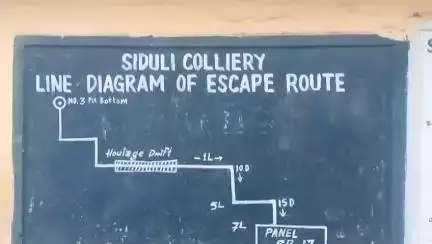 SIDULI COLLIERY
LINE DIAGRAM OF ESCAPE ROUTE
NO. 3 Pit Bottom
Haulage Drift
-1L→
10D
5L
15D
7L
PANEL